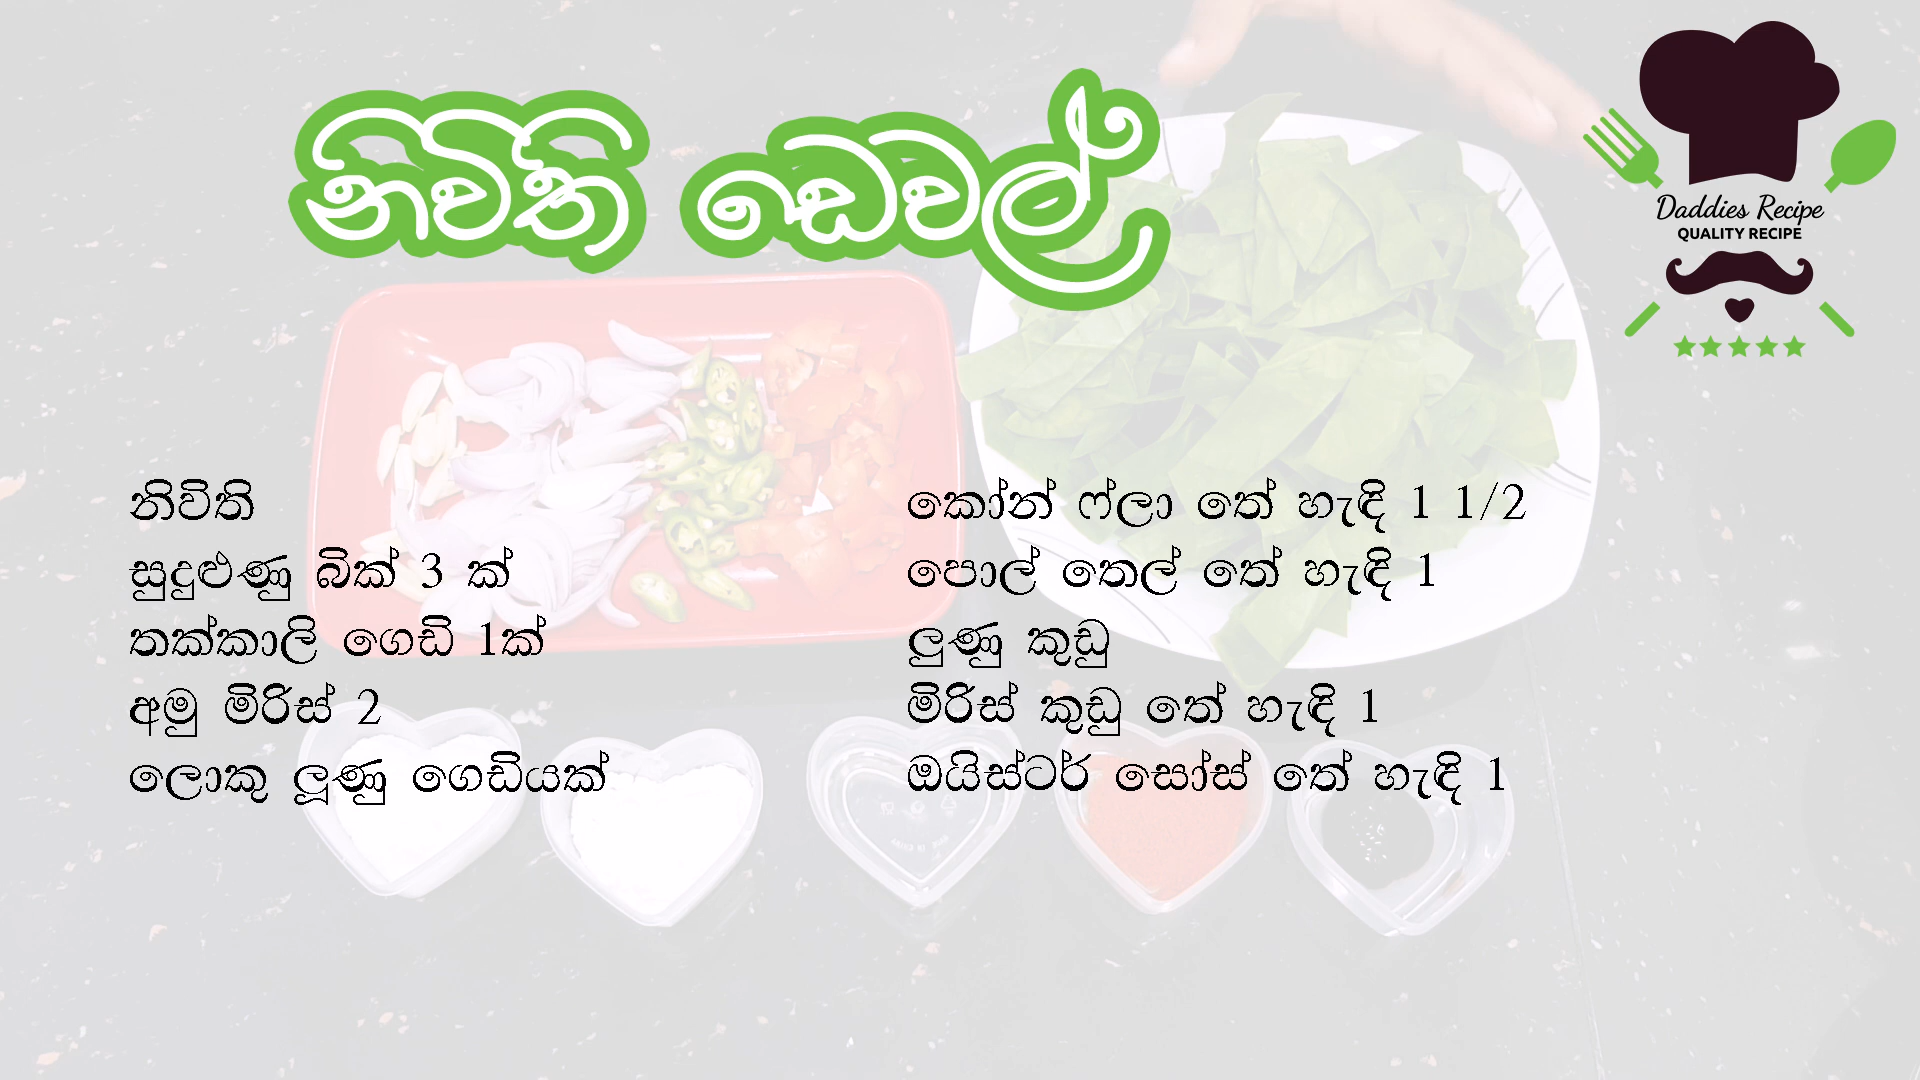 නිවිති ඩෙවල්
Daddies Recipe
QUALITY RECIPE
නිවිති
සුදුළුණු බික් 3 ක්
තක්කාලි ගෙඩි 1ක්
අමු මිරිස් 2
ලොකු ලූණු ගෙඩියක්
කෝන් ෆ්ලා තේ හැඳි 1 1/2
පොල් තෙල් තේ හැඳි 1
ලුණු කුඩු
මිරිස් කුඩු තේ හැඳි 1
ඔයිස්ටර් සෝස් තේ හැඳි 1